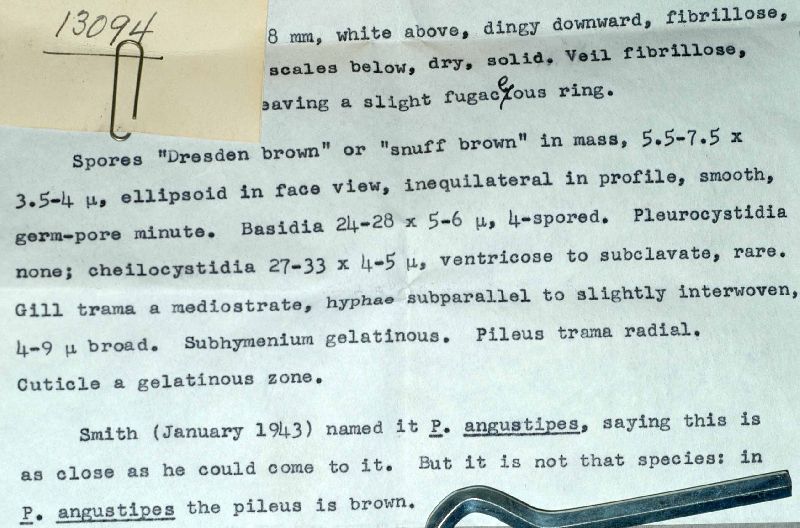 13094
8 mm, white above, dingy downward, fibrillose,
scales below, dry, solid. Veil fibrillose,
eaving a slight fugaceous ring.
Spores "Dresden brown" or "snuff brown" in mass, 5.5-7.5 x
3.5-4 µ, ellipsoid in face view, inequilateral in profile, smooth,
germ-pore minute. Basidia 24-28 x 5-6 µ, 4-spored. Pleurocystidia
none; cheilocystidia 27-33 x 4-5 µ, ventricose to subclavate, rare.
Gill trama a mediostrate, hyphae subparallel to slightly interwoven,
4-9 µ broad. Subhymenium gelatinous. Pileus trama radial.
Cuticle a gelatinous zone.
Smith (January 1943) named it P. angustipes, saying this is
as close as he could come to it. But it is not that species: in
P. angustipes the pileus is brown.